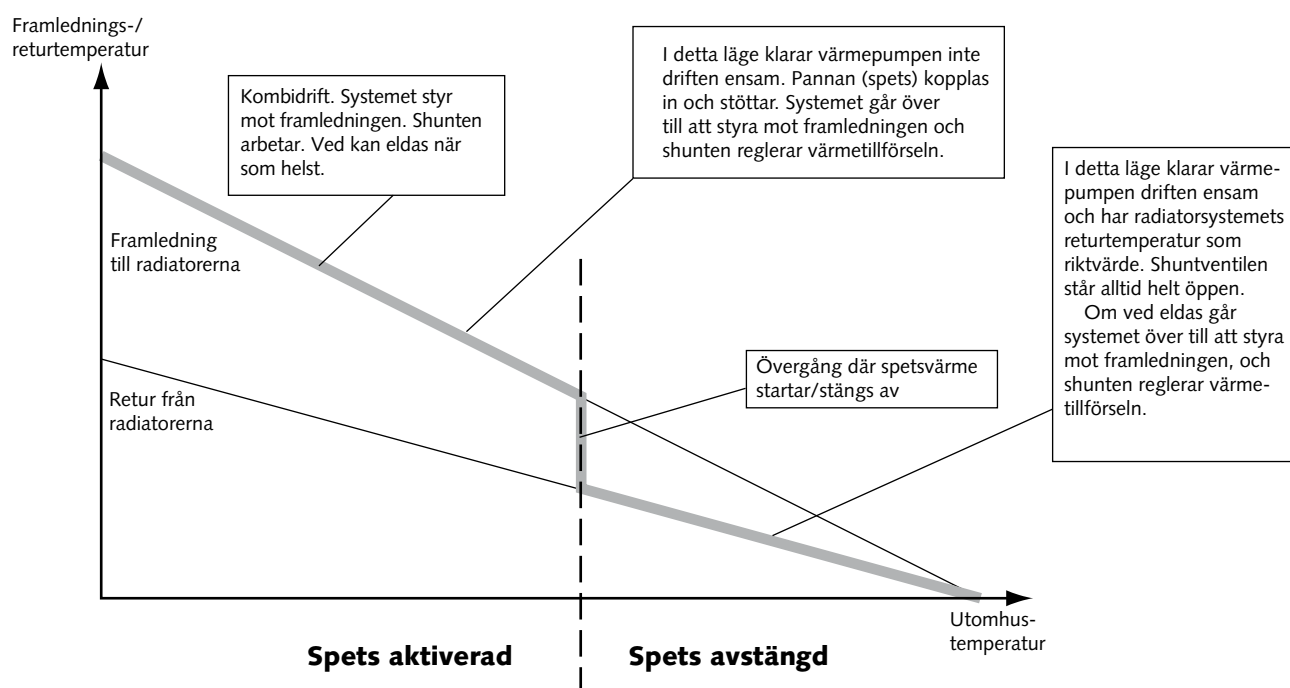 Framlednings-/
returtemperatur
Kombidrift. Systemet styr
mot framledningen. Shunten
arbetar. Ved kan eldas när
som helst.
I detta läge klarar värmepumpen inte
driften ensam. Pannan (spets) kopplas
in och stöttar. Systemet går över
till att styra mot framledningen och
shunten reglerar värmetillförseln.
I detta läge klarar värme-
pumpen driften ensam
och har radiatorsystemets
returtemperatur som
riktvärde. Shuntventilen
står alltid helt öppen.
Om ved eldas går
systemet över till att styra
mot framledningen, och
shunten reglerar värme-
tillförseln.
Framledning
till radiatorerna
Övergång där spetsvärme
startar/stängs av
Retur från
radiatorerna
Utomhus-
temperatur
Spets aktiverad
Spets avstängd